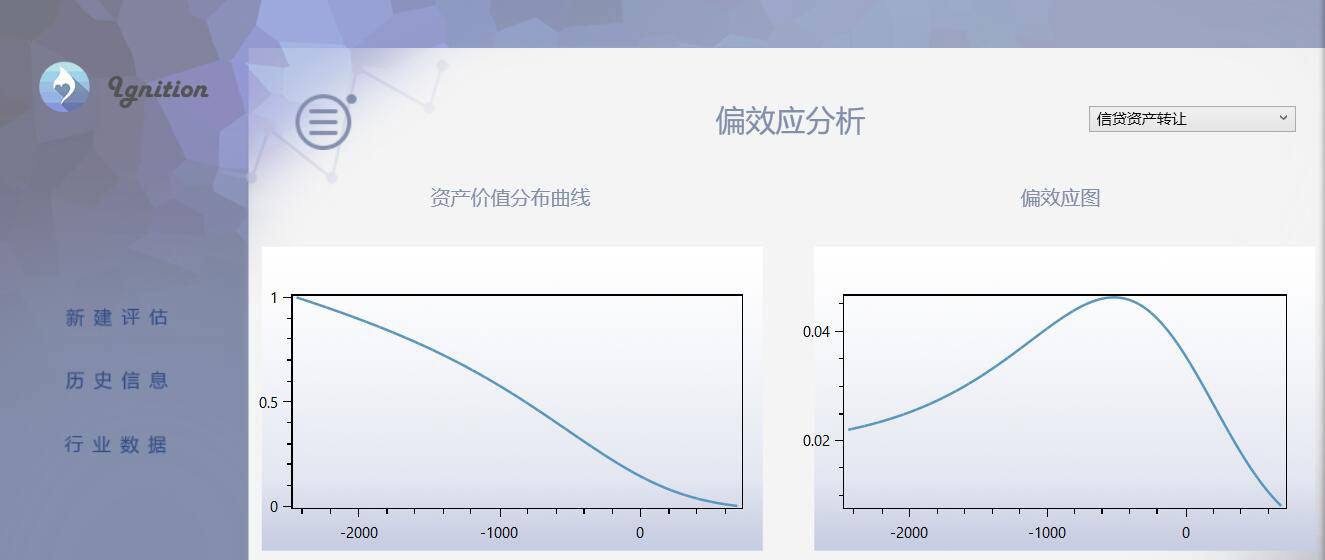 Ignition
偏效应分析
信贷资产转让
资产价值分布曲线
偏效应图
新建评估
历史信息
行业数据
1
0.5
0
-2000
-1000
0
0.04
0.02
-2000
-1000
0